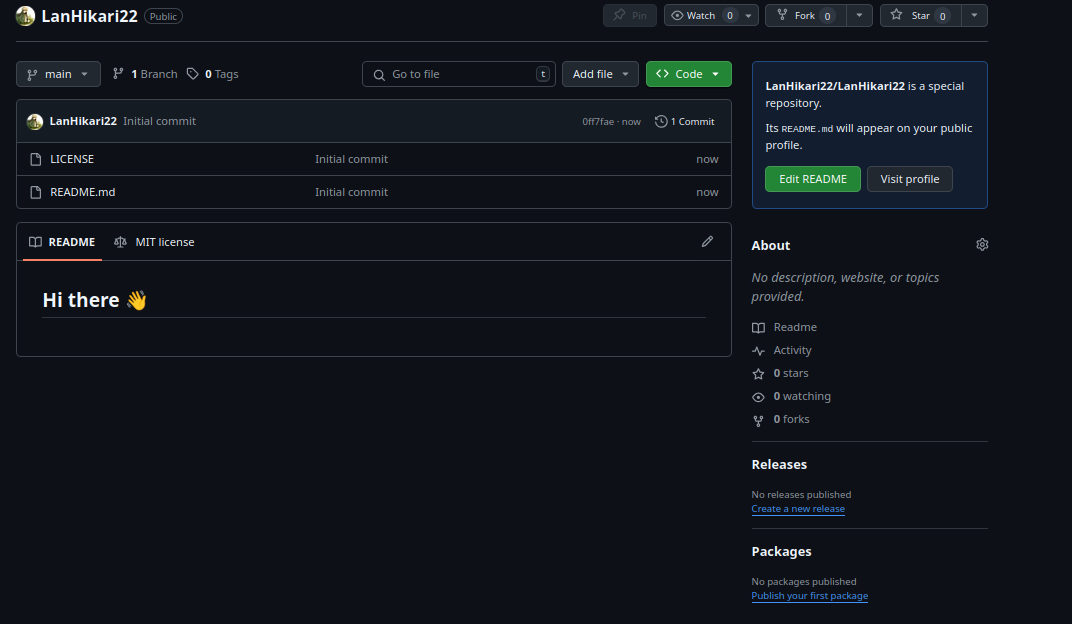 LanHikari22 Public
Pin Watch 0 Fork 0 Star 0
main 1 Branch 0 Tags Go to file t Add file Code
LanHikari22 Initial commit 0ff7fae · now 1 Commit
LICENSE Initial commit now
README.md Initial commit now
README MIT license
Hi there 👋
LanHikari22/LanHikari22 is a special
repository.
Its README.md will appear on your public
profile.
Edit README Visit profile
About
No description, website, or topics
provided.
Readme
Activity
0 stars
0 watching
0 forks
Releases
No releases published
Create a new release
Packages
No packages published
Publish your first package